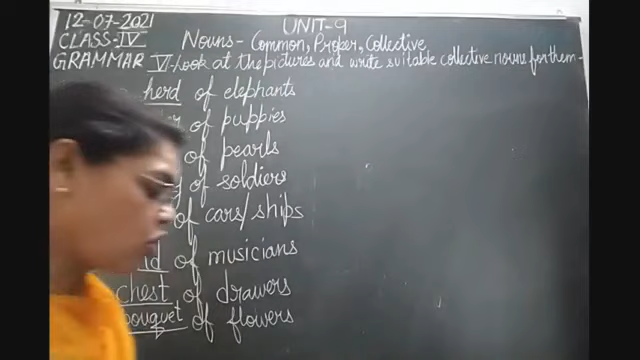 12-07-2021
UNIT-9
CLASS-IV
Nouns- Common, Proper, Collective
GRAMMAR V. Look at the pictures and write suitable collective nouns for them-
herd of elephants
of puppies
of pearls
of soldiers
of cars/ships
of musicians
chest of drawers
bouquet of flowers